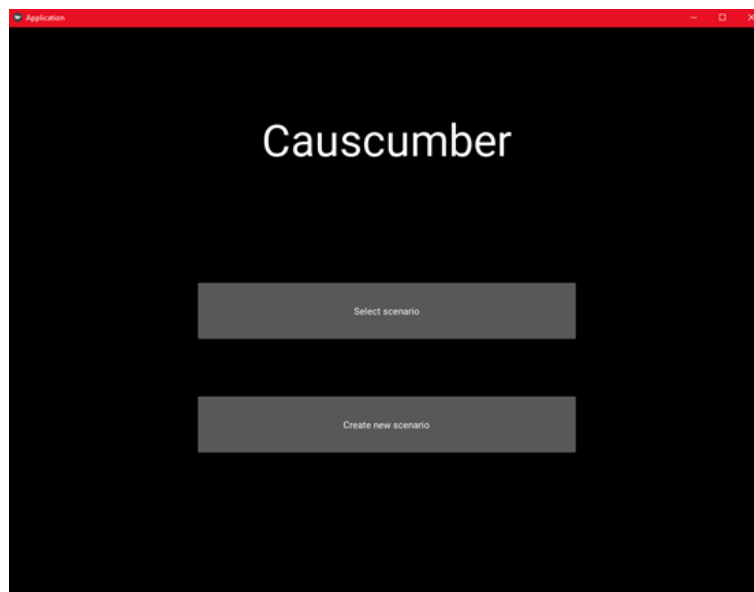 Application
Causcumber
Select scenario
Create new scenario